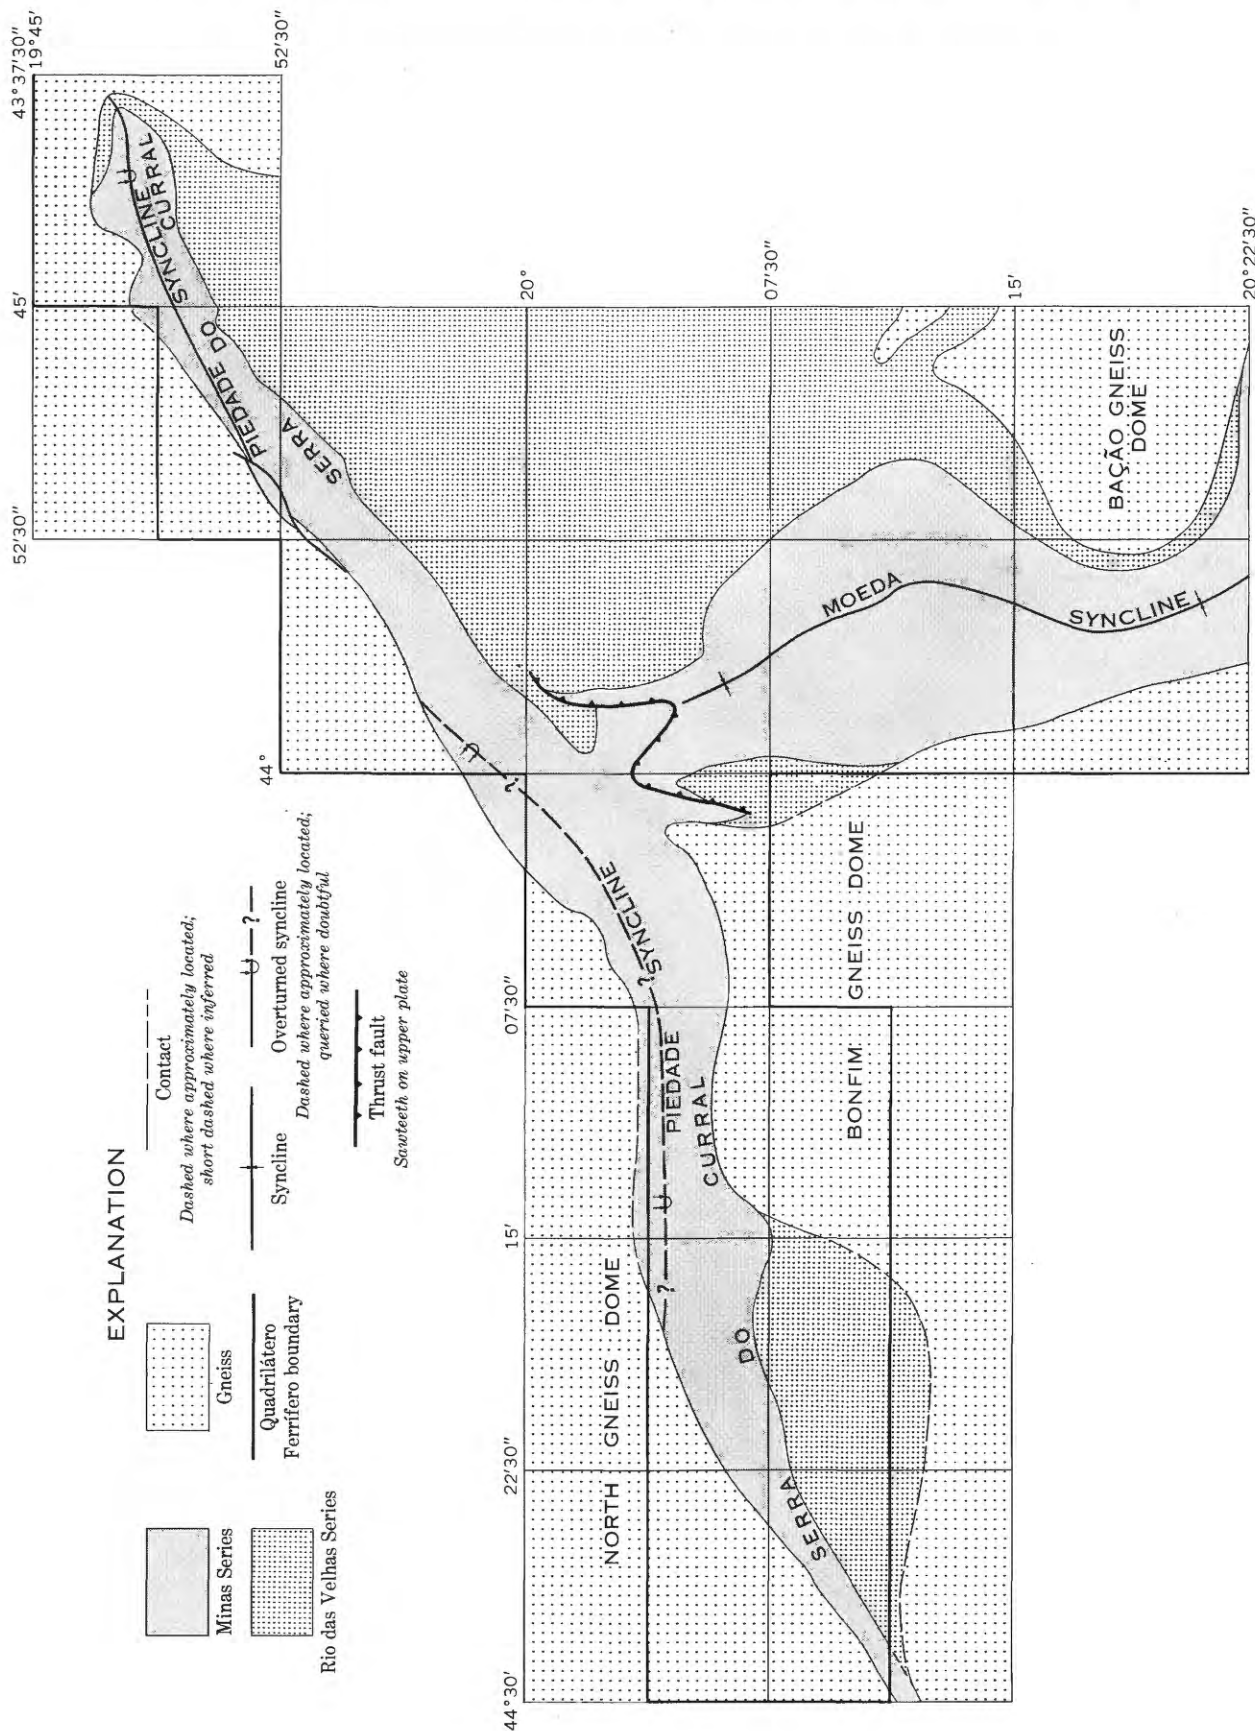 EXPLANATION
Minas Series
Rio das Velhas Series
Gneiss
Quadrilátero
Ferrífero boundary
Contact
Dashed where approximately located;
short dashed where inferred
Syncline
Overturned syncline
Dashed where approximately located;
queried where doubtful
Thrust fault
Sawteeth on upper plate
?
44°30'
22'30"
15'
07'30"
44°
52'30"
45'
43°37'30"
19°45'
52'30"
20°
07'30"
15'
20°22'30"
PIEDADE SYNCLINE
SERRA DO CURRAL
NORTH GNEISS DOME
SERRA DO CURRAL
PIEDADE SYNCLINE
?
?
?
BONFIM GNEISS DOME
MOEDA SYNCLINE
BAÇÃO GNEISS
DOME